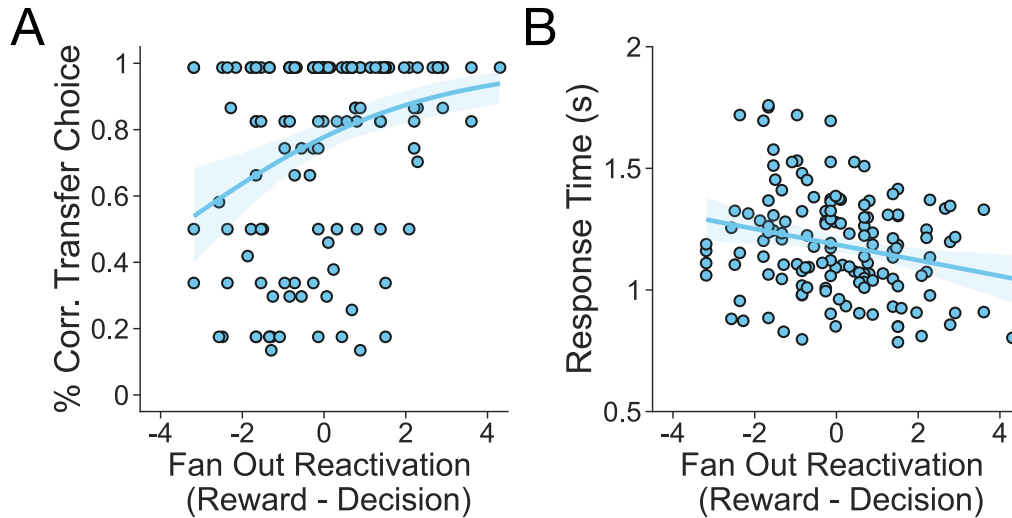 A
% Corr. Transfer Choice
1
0.8
0.6
0.4
0.2
0
-4 -2 0 2 4
Fan Out Reactivation
(Reward - Decision)
B
Response Time (s)
2
1.5
1
0.5
-4 -2 0 2 4
Fan Out Reactivation
(Reward - Decision)